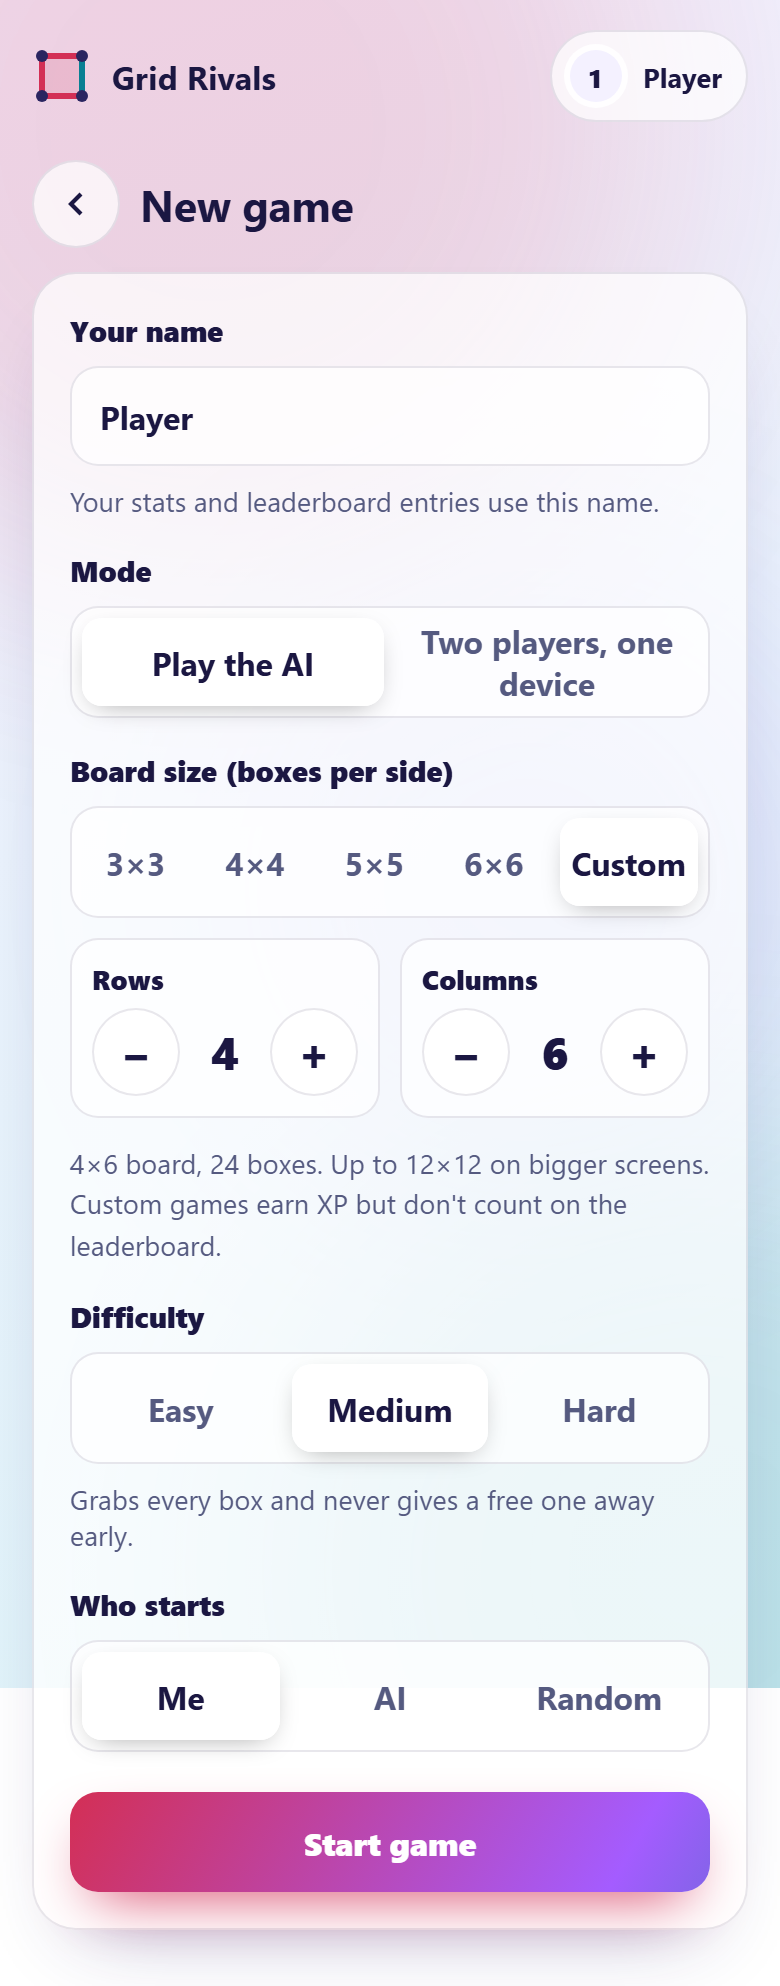 Grid Rivals
1 Player
New game
Your name
Player
Your stats and leaderboard entries use this name.
Mode
Play the AI
Two players, one
device
Board size (boxes per side)
3×3 4×4 5×5 6×6 Custom
Rows
− 4 +
Columns
− 6 +
4×6 board, 24 boxes. Up to 12×12 on bigger screens.
Custom games earn XP but don't count on the
leaderboard.
Difficulty
Easy Medium Hard
Grabs every box and never gives a free one away
early.
Who starts
Me AI Random
Start game